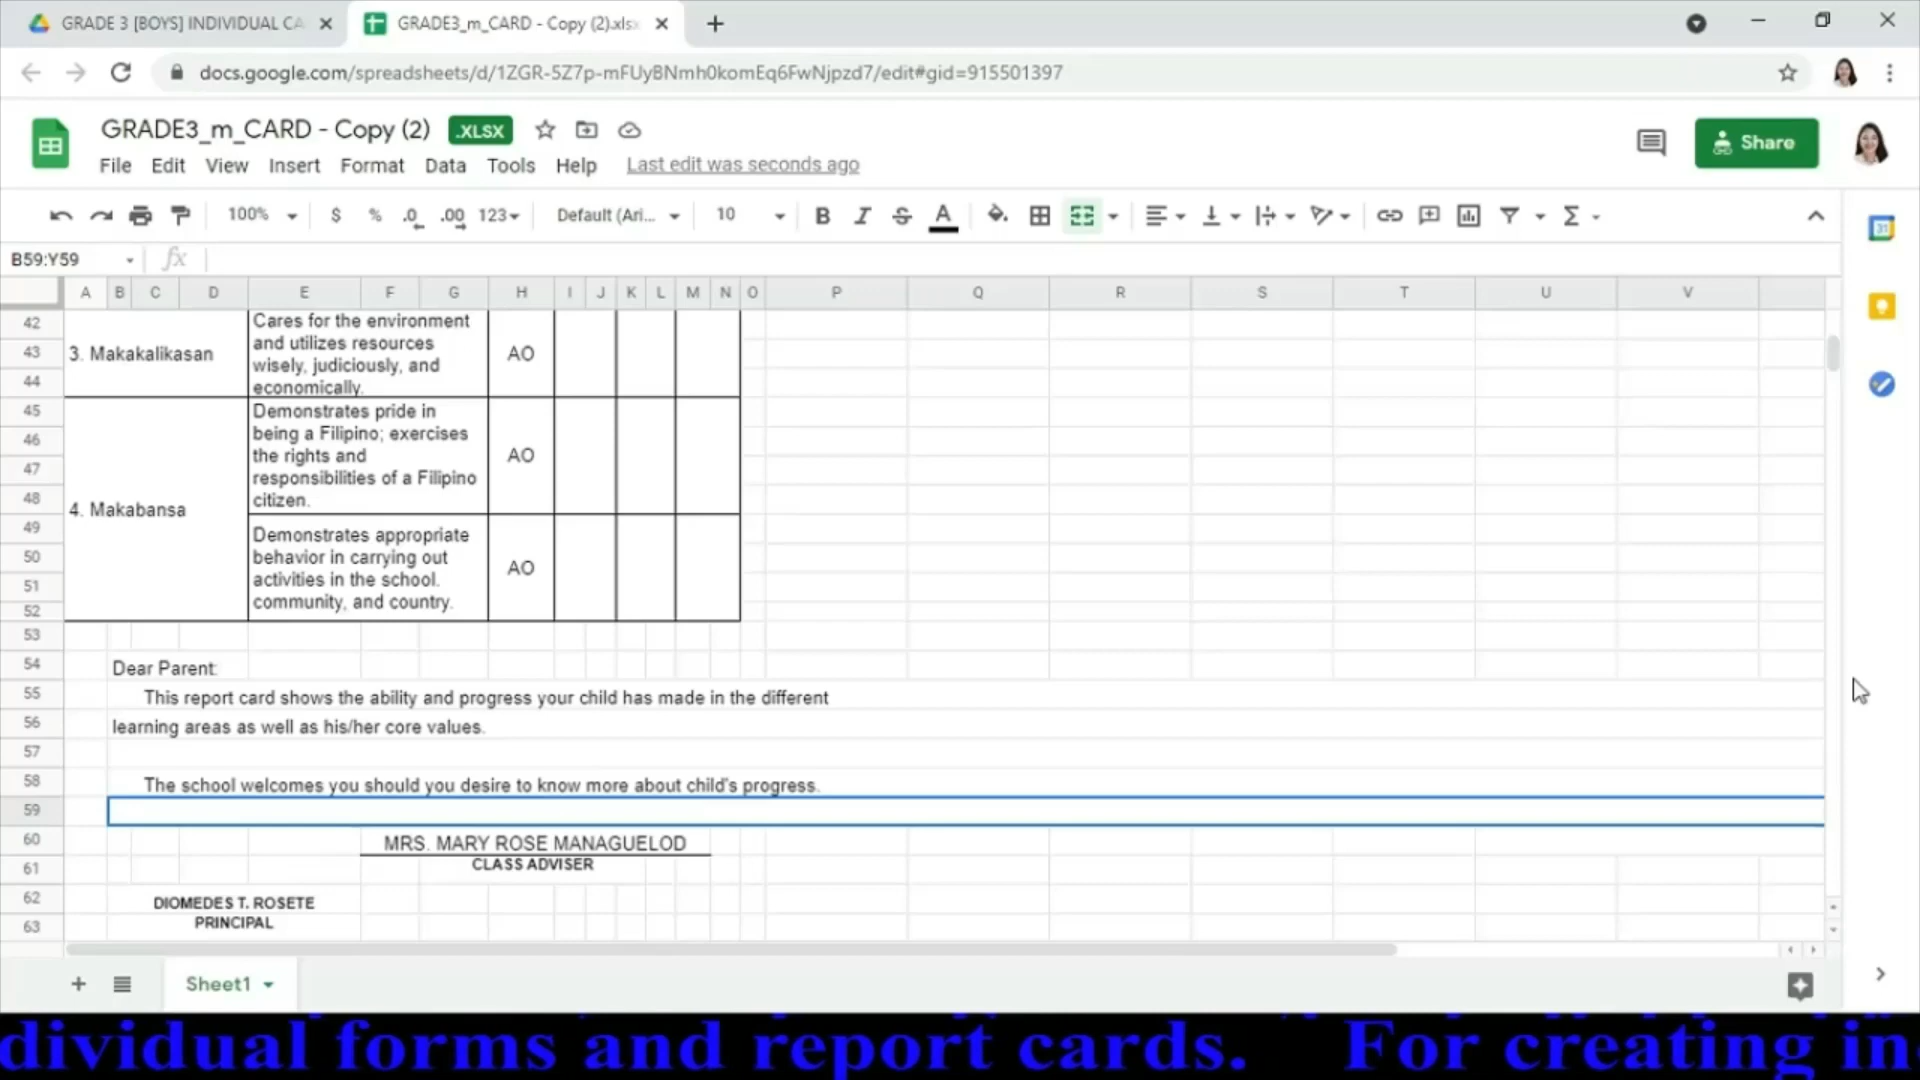 GRADE 3 [BOYS] INDIVIDUAL CA
GRADE3_m_CARD - Copy (2).xls
docs.google.com/spreadsheets/d/1ZGR-5Z7p-mFUyBNmh0komEq6FwNjpzd7/edit#gid=915501397
GRADE3_m_CARD - Copy (2) .XLSX
Share
File Edit View Insert Format Data Tools Help Last edit was seconds ago
100% $ % .0 .00 123 Default (Ari... 10 B I S A
31
B59:Y59 fx
A B C D E F G H I J K L M N O P Q R S T U V
42 Cares for the environment
43 3. Makakalikasan and utilizes resources AO
wisely, judiciously, and
44 economically.
45 Demonstrates pride in
46 being a Filipino; exercises
47 the rights and AO
responsibilities of a Filipino
48 citizen.
4. Makabansa
49 Demonstrates appropriate
50 behavior in carrying out AO
51 activities in the school.
52 community, and country.
53
54 Dear Parent:
55 This report card shows the ability and progress your child has made in the different
56 learning areas as well as his/her core values.
57
58 The school welcomes you should you desire to know more about child's progress.
59
60 MRS. MARY ROSE MANAGUELOD
61 CLASS ADVISER
62 DIOMEDES T. ROSETE
63 PRINCIPAL
Sheet1
dividual forms and report cards. For creating in